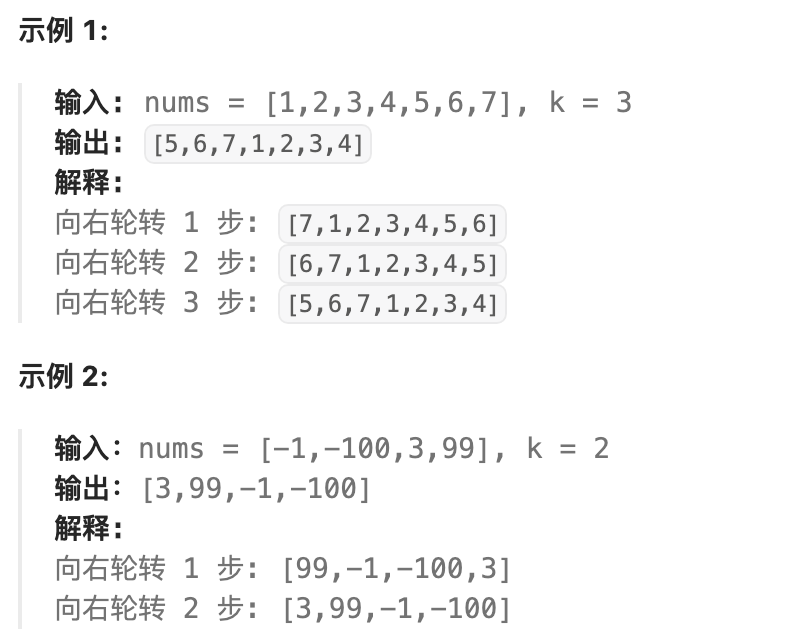 示例 1:
输入: nums = [1,2,3,4,5,6,7], k = 3
输出: [5,6,7,1,2,3,4]
解释:
向右轮转 1 步: [7,1,2,3,4,5,6]
向右轮转 2 步: [6,7,1,2,3,4,5]
向右轮转 3 步: [5,6,7,1,2,3,4]
示例 2:
输入：nums = [-1,-100,3,99], k = 2
输出：[3,99,-1,-100]
解释:
向右轮转 1 步: [99,-1,-100,3]
向右轮转 2 步: [3,99,-1,-100]